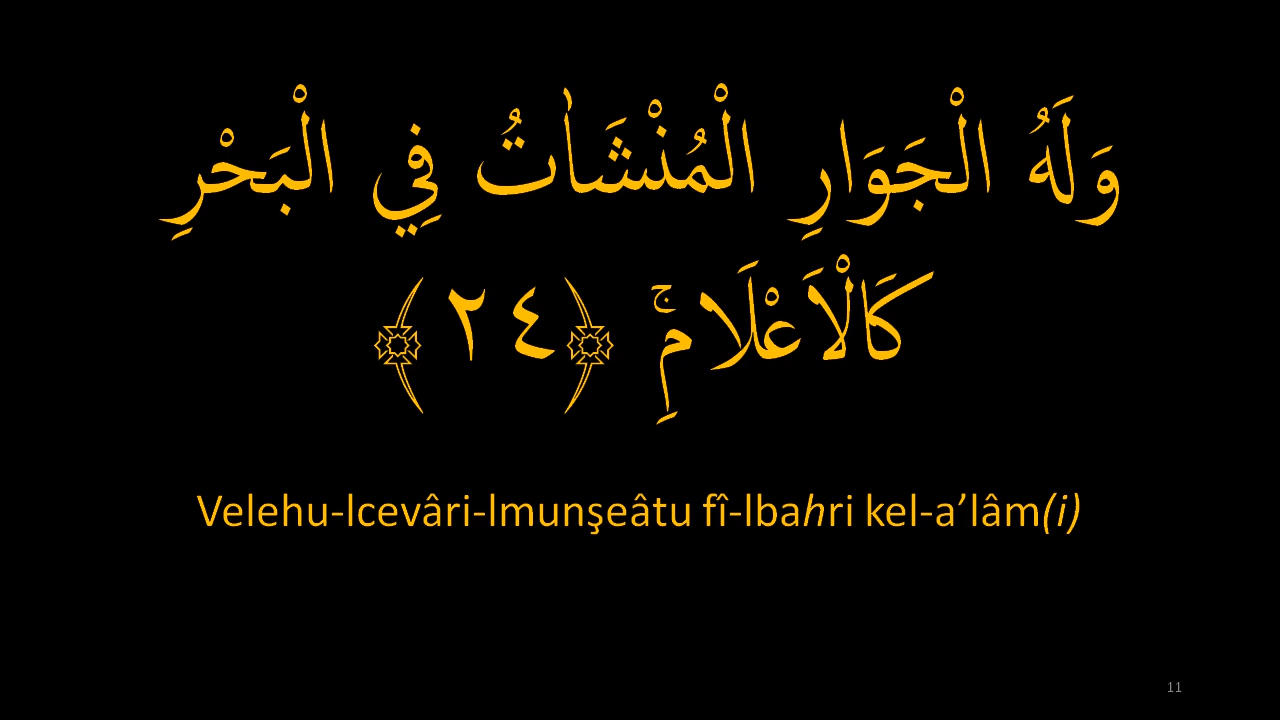 وَلَهُ الْجَوَارِ الْمُنْشَاٰتُ فِي الْبَحْرِ
كَالْاَعْلَامِۚ ﴿٢٤﴾
Velehu-lcevâri-lmunşeâtu fî-lbahri kel-a’lâm(i)
11